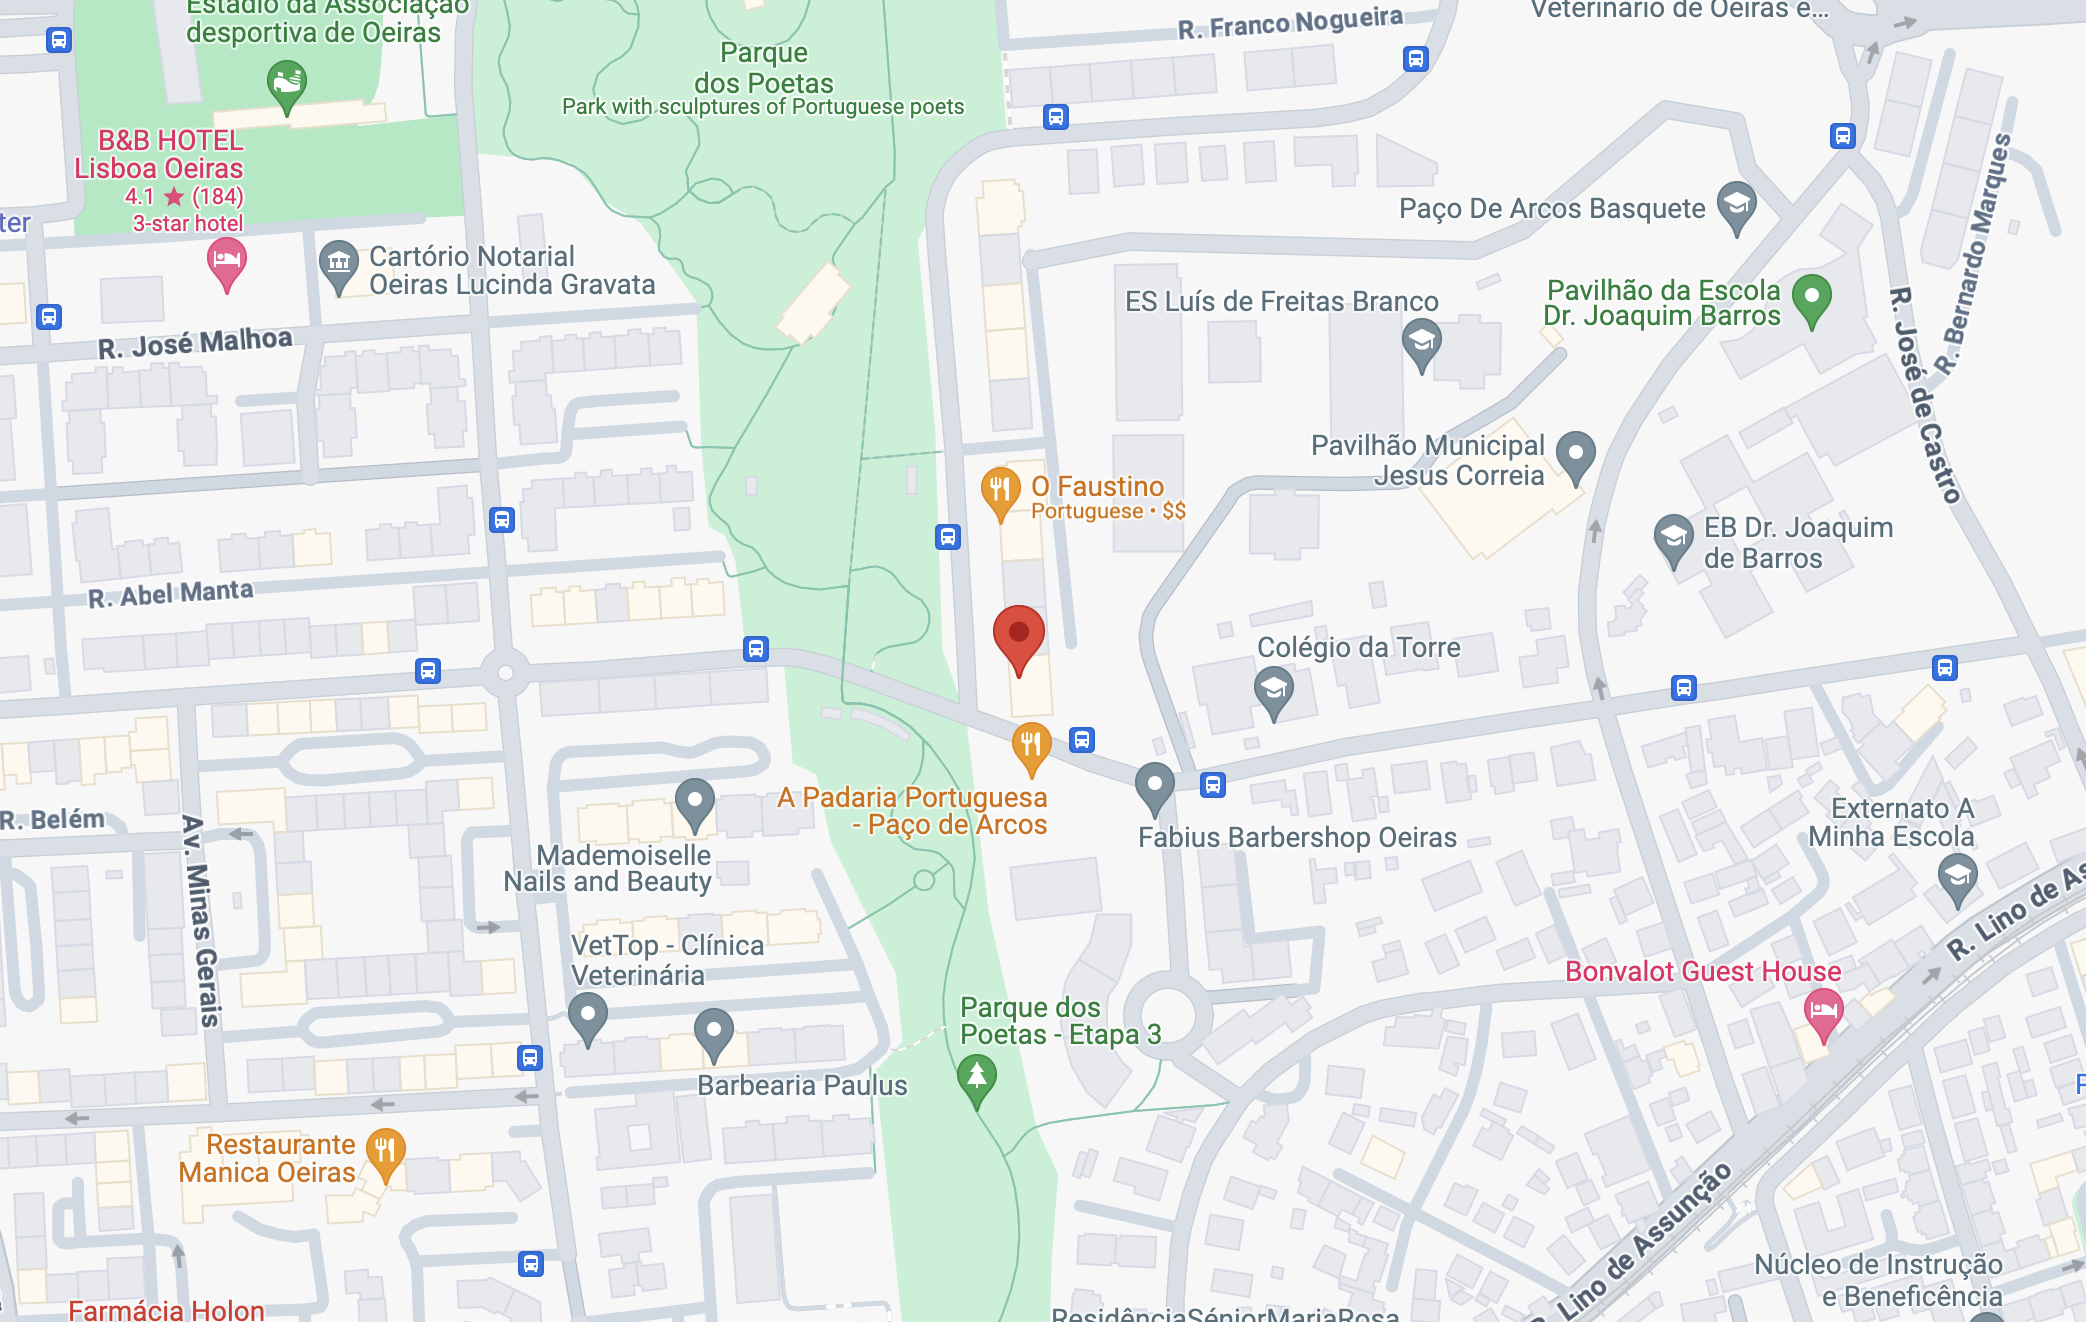 Estádio da Associação
desportiva de Oeiras
Parque
dos Poetas
Park with sculptures of Portuguese poets
R. Franco Nogueira
Veterinário de Oeiras e...
B&B HOTEL
Lisboa Oeiras
4.1 ★ (184)
3-star hotel
ter
Cartório Notarial
Oeiras Lucinda Gravata
R. José Malhoa
Paço De Arcos Basquete
R. Bernardo Marques
ES Luís de Freitas Branco
Pavilhão da Escola
Dr. Joaquim Barros
R. José de Castro
Pavilhão Municipal
Jesus Correia
O Faustino
Portuguese • $$
EB Dr. Joaquim
de Barros
R. Abel Manta
Colégio da Torre
A Padaria Portuguesa
- Paço de Arcos
Fabius Barbershop Oeiras
R. Belém
Av. Minas Gerais
Mademoiselle
Nails and Beauty
Externato A
Minha Escola
R. Lino de As
VetTop - Clínica
Veterinária
Bonvalot Guest House
Parque dos
Poetas - Etapa 3
Barbearia Paulus
Restaurante
Manica Oeiras
R. Lino de Assunção
Núcleo de Instrução
e Beneficência
Farmácia Holon
ResidênciaSéniorMariaRosa